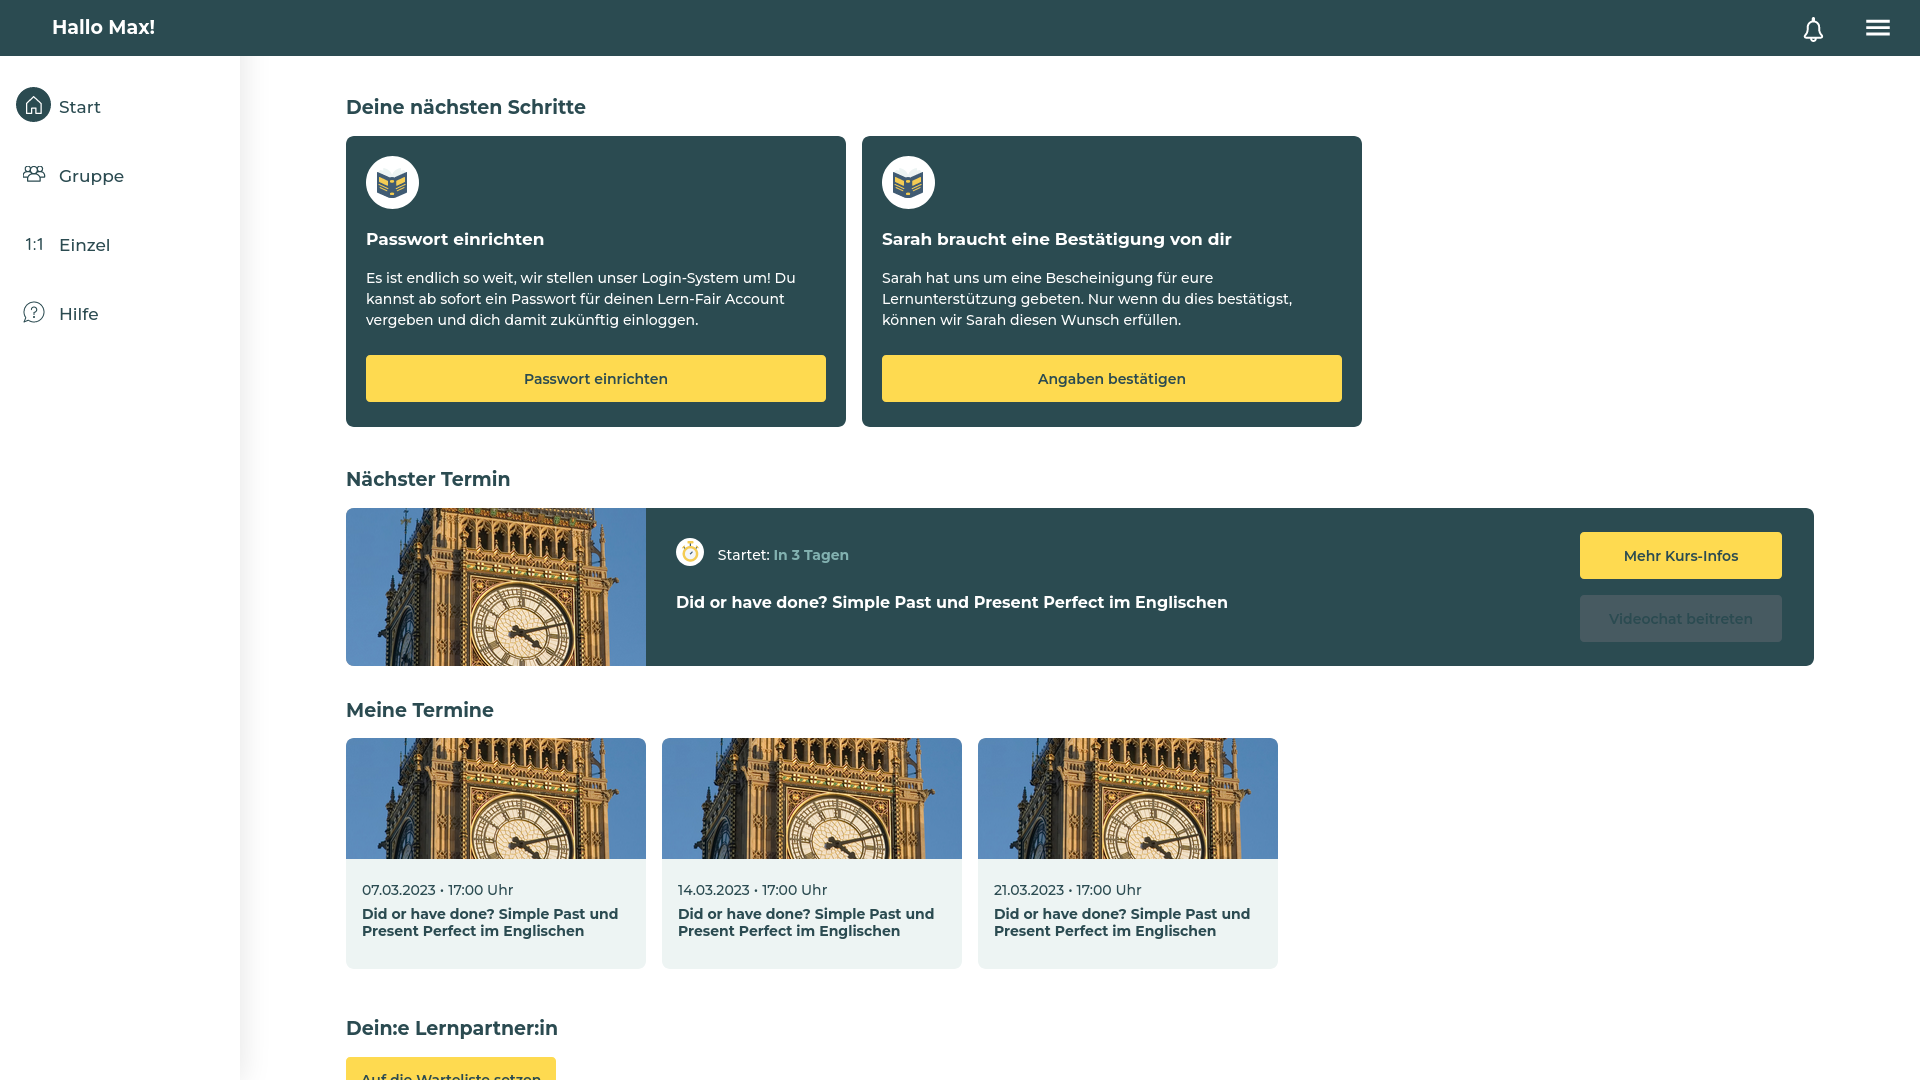 Hallo Max!
Start
Gruppe
1:1 Einzel
Hilfe
Deine nächsten Schritte
Passwort einrichten
Es ist endlich so weit, wir stellen unser Login-System um! Du
kannst ab sofort ein Passwort für deinen Lern-Fair Account
vergeben und dich damit zukünftig einloggen.
Passwort einrichten
Sarah braucht eine Bestätigung von dir
Sarah hat uns um eine Bescheinigung für eure
Lernunterstützung gebeten. Nur wenn du dies bestätigst,
können wir Sarah diesen Wunsch erfüllen.
Angaben bestätigen
Nächster Termin
Startet: In 3 Tagen
Did or have done? Simple Past und Present Perfect im Englischen
Mehr Kurs-Infos
Videochat beitreten
Meine Termine
07.03.2023 • 17:00 Uhr
Did or have done? Simple Past und
Present Perfect im Englischen
14.03.2023 • 17:00 Uhr
Did or have done? Simple Past und
Present Perfect im Englischen
21.03.2023 • 17:00 Uhr
Did or have done? Simple Past und
Present Perfect im Englischen
Dein:e Lernpartner:in
Auf die Warteliste setzen